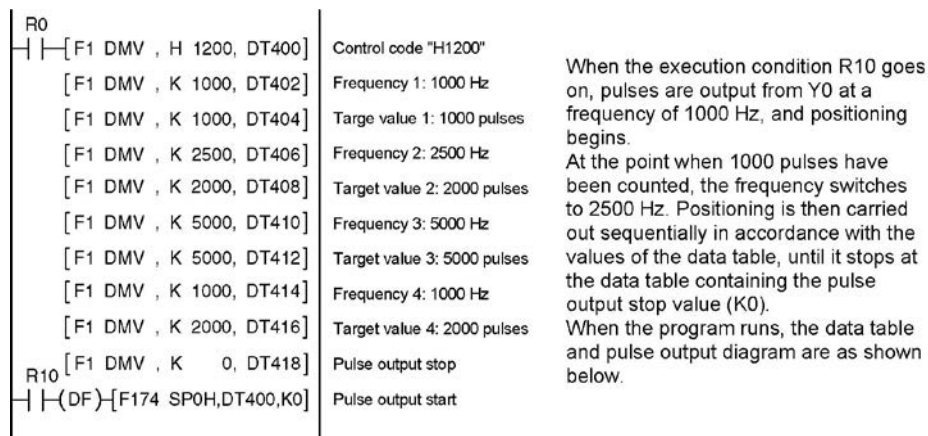 R0
[F1 DMV , H 1200, DT400] Control code "H1200"
[F1 DMV , K 1000, DT402] Frequency 1: 1000 Hz
[F1 DMV , K 1000, DT404] Targe value 1: 1000 pulses
[F1 DMV , K 2500, DT406] Frequency 2: 2500 Hz
[F1 DMV , K 2000, DT408] Target value 2: 2000 pulses
[F1 DMV , K 5000, DT410] Frequency 3: 5000 Hz
[F1 DMV , K 5000, DT412] Target value 3: 5000 pulses
[F1 DMV , K 1000, DT414] Frequency 4: 1000 Hz
[F1 DMV , K 2000, DT416] Target value 4: 2000 pulses
[F1 DMV , K 0, DT418] Pulse output stop
R10
(DF) [F174 SP0H,DT400,K0] Pulse output start
When the execution condition R10 goes
on, pulses are output from Y0 at a
frequency of 1000 Hz, and positioning
begins.
At the point when 1000 pulses have
been counted, the frequency switches
to 2500 Hz. Positioning is then carried
out sequentially in accordance with the
values of the data table, until it stops at
the data table containing the pulse
output stop value (K0).
When the program runs, the data table
and pulse output diagram are as shown
below.